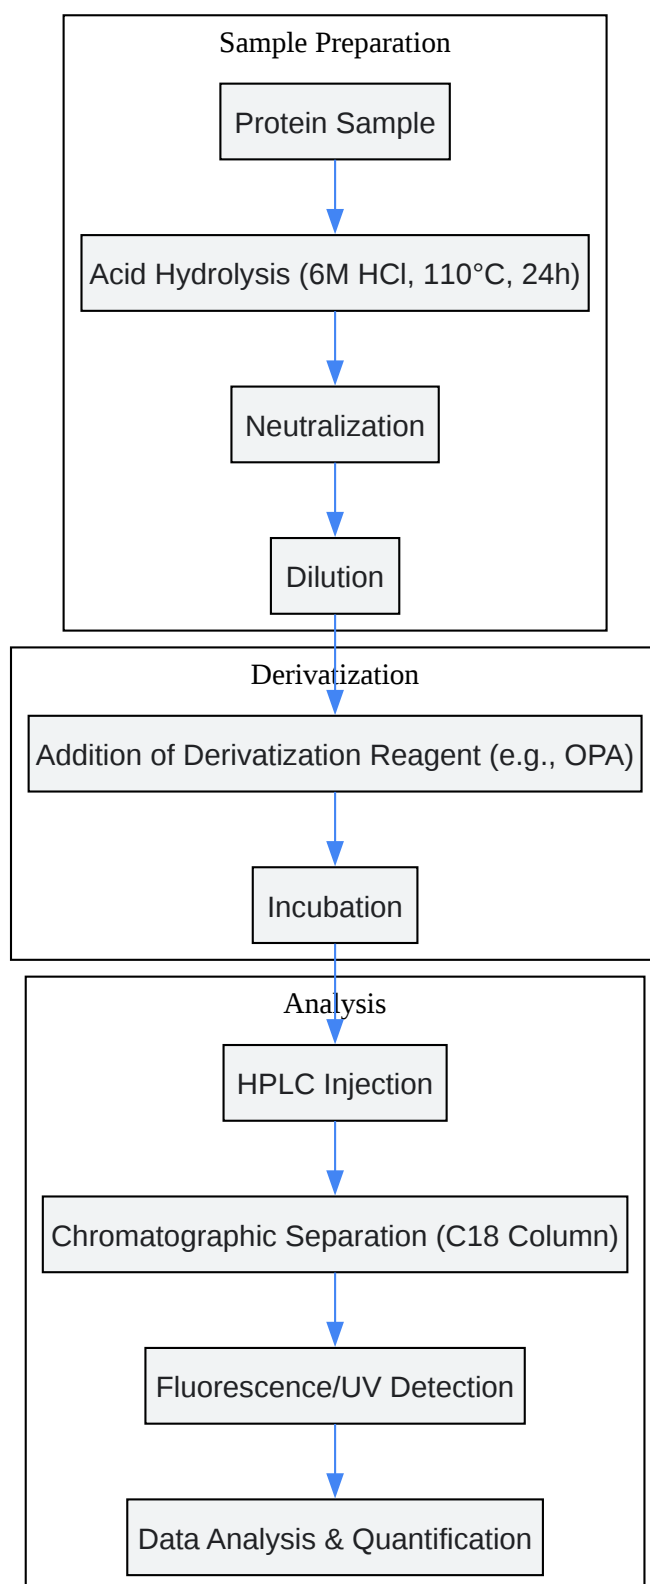 Sample Preparation
Protein Sample
Acid Hydrolysis (6M HCl, 110°C, 24h)
Neutralization
Dilution
Derivatization
Addition of Derivatization Reagent (e.g., OPA)
Incubation
Analysis
HPLC Injection
Chromatographic Separation (C18 Column)
Fluorescence/UV Detection
Data Analysis & Quantification